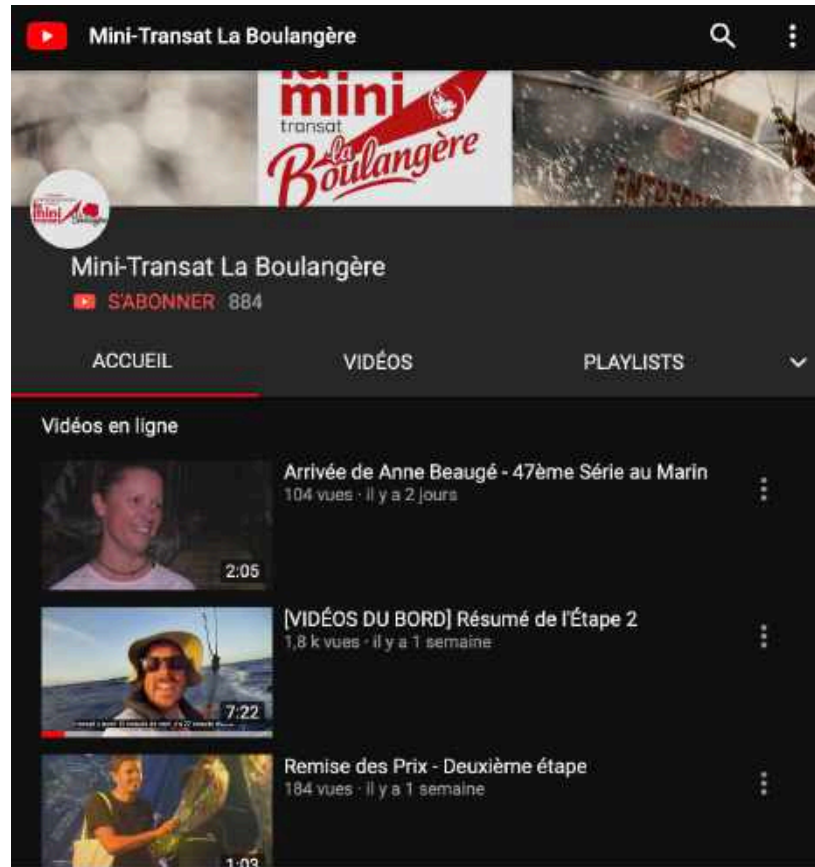 Mini-Transat La Boulangère
la
mini
transat
la
Boulangère
mini
Mini-Transat La Boulangère
S'ABONNER 884
ACCUEIL VIDÉOS PLAYLISTS
Vidéos en ligne
Arrivée de Anne Beaugé - 47ème Série au Marin
104 vues · il y a 2 jours
2:05
[VIDÉOS DU BORD] Résumé de l'Étape 2
1,8 k vues · il y a 1 semaine
7:22
Remise des Prix - Deuxième étape
184 vues · il y a 1 semaine
1:03